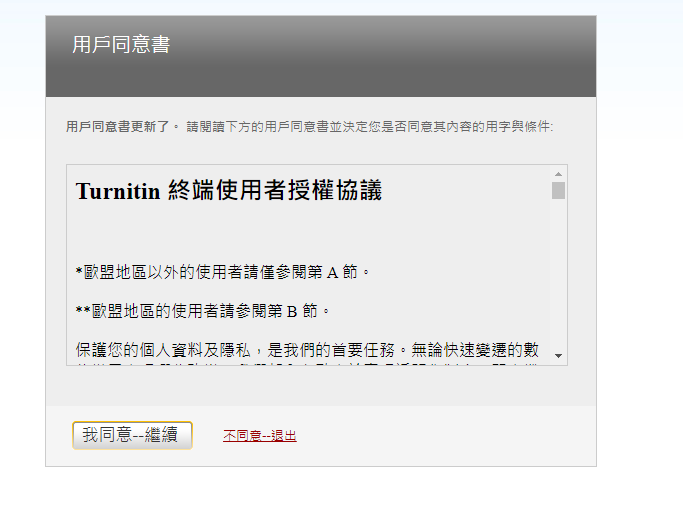 用戶同意書
用戶同意書更新了。 請閱讀下方的用戶同意書並決定您是否同意其內容的用字與條件:
Turnitin 終端使用者授權協議
*歐盟地區以外的使用者請僅參閱第 A 節。
**歐盟地區的使用者請參閱第 B 節。
保護您的個人資料及隱私，是我們的首要任務。無論快速變遷的數
我同意--繼續
不同意--退出